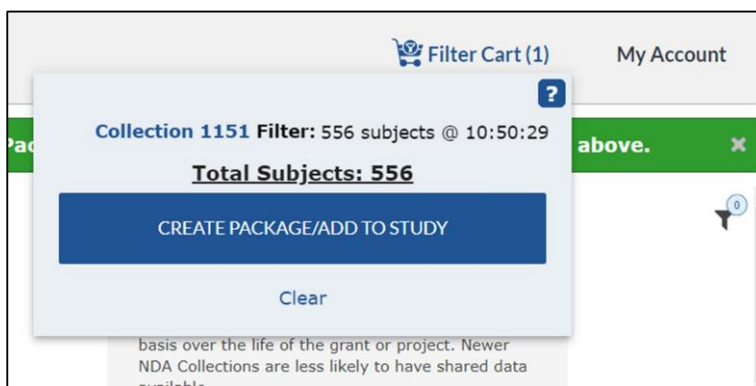 Filter Cart (1) My Account
?
Collection 1151 Filter: 556 subjects @ 10:50:29
above. ×
Total Subjects: 556
CREATE PACKAGE/ADD TO STUDY
0
Clear
basis over the life of the grant or project. Newer
NDA Collections are less likely to have shared data